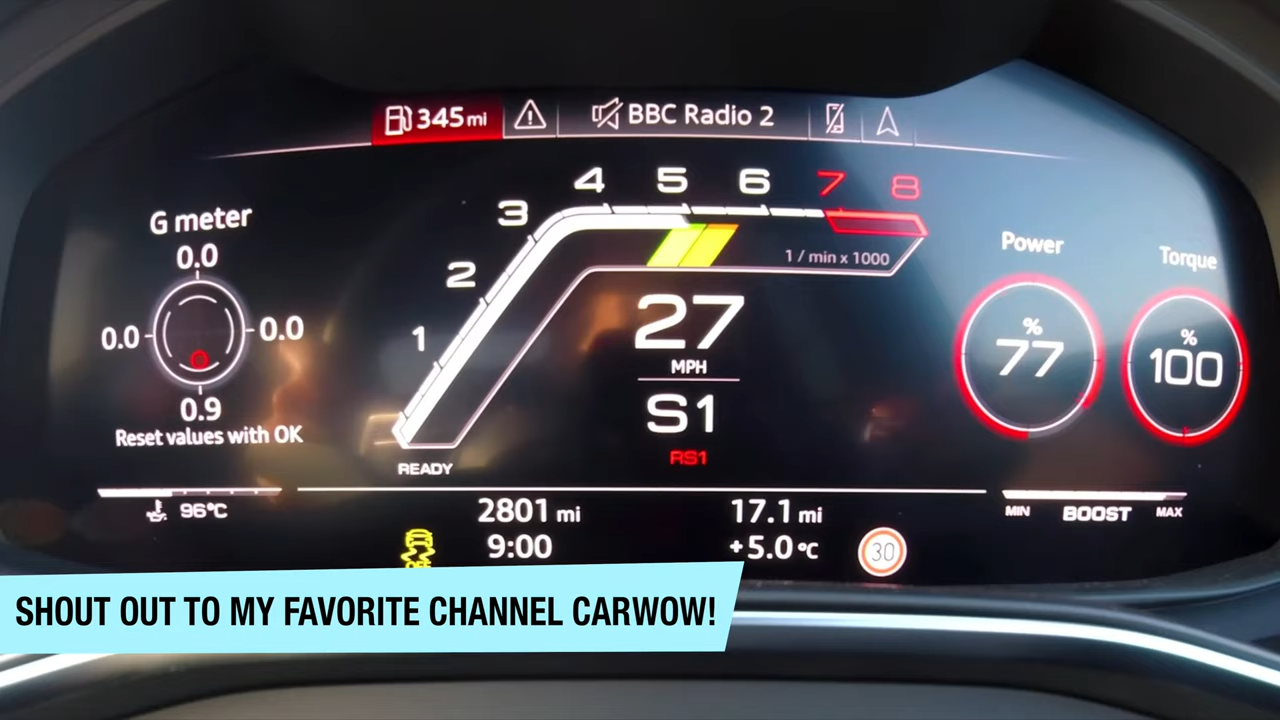 345 mi
BBC Radio 2
4 5 6 7 8
3
2
1
1 / min x 1000
G meter
0.0
0.0 0.0
0.9
Reset values with OK
27
MPH
S1
RS1
READY
Power
% 
77
Torque
%
100
96°C
2801 mi
9:00
17.1 mi
+5.0 °C
30
MIN BOOST MAX
OFF
SHOUT OUT TO MY FAVORITE CHANNEL CARWOW!